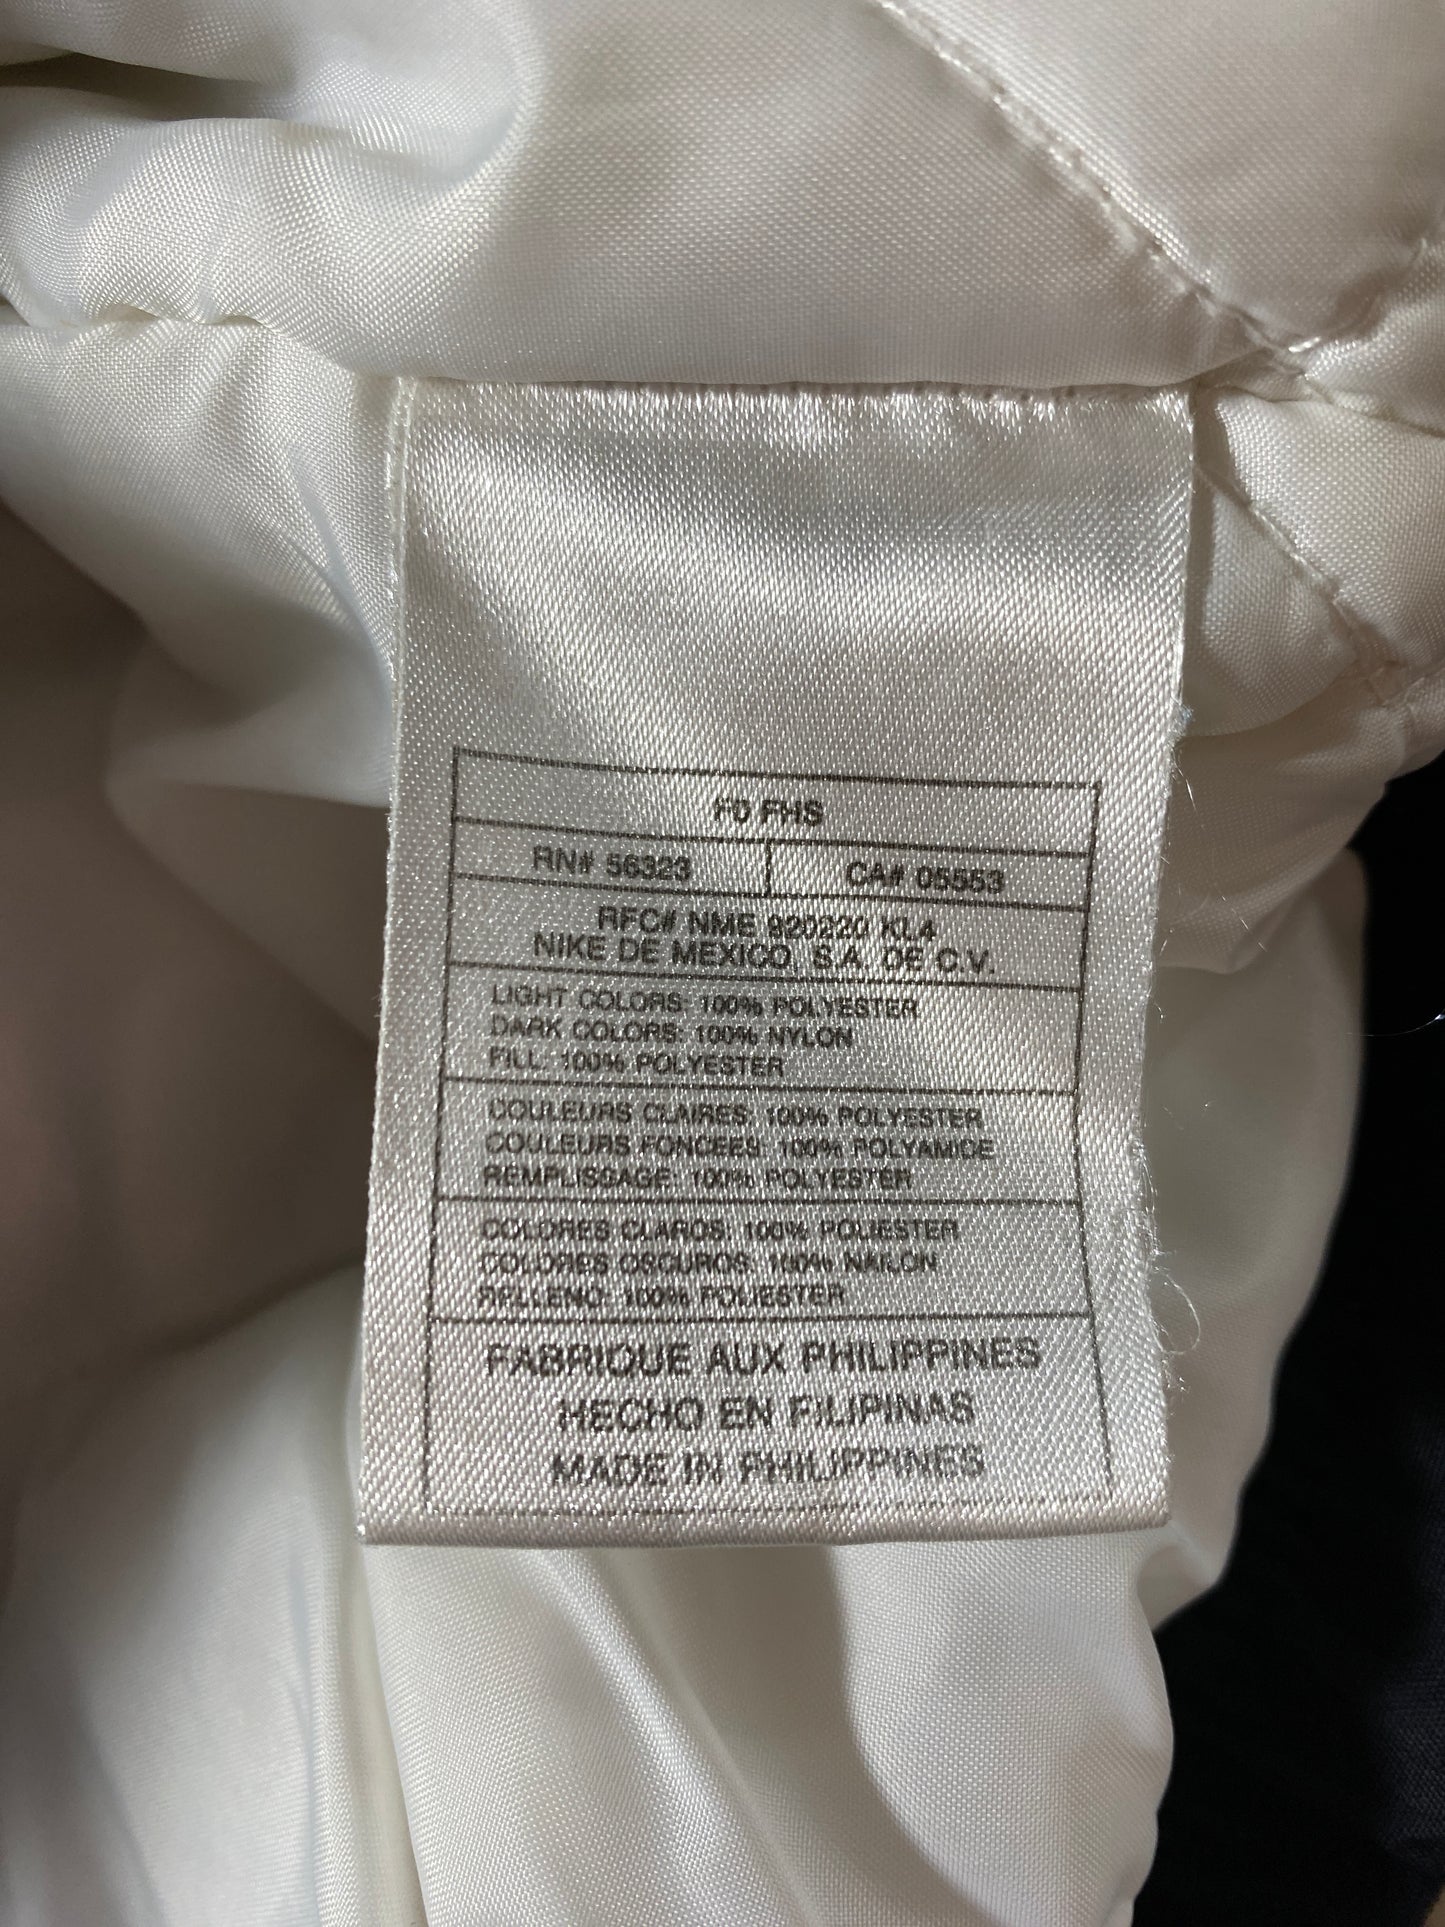 F0 FHS
RN# 56323 CA# 05553
RFC# NME 920220 KL4
NIKE DE MEXICO, S.A. DE C.V.
LIGHT COLORS: 100% POLYESTER
DARK COLORS: 100% NYLON
FILL: 100% POLYESTER
COULEURS CLAIRES: 100% POLYESTER
COULEURS FONCEES: 100% POLYAMIDE
REMPLISSAGE: 100% POLYESTER
COLORES CLAROS: 100% POLIESTER
COLORES OSCUROS: 100% NAILON
RELLENO: 100% POLIESTER
FABRIQUE AUX PHILIPPINES
HECHO EN FILIPINAS
MADE IN PHILIPPINES